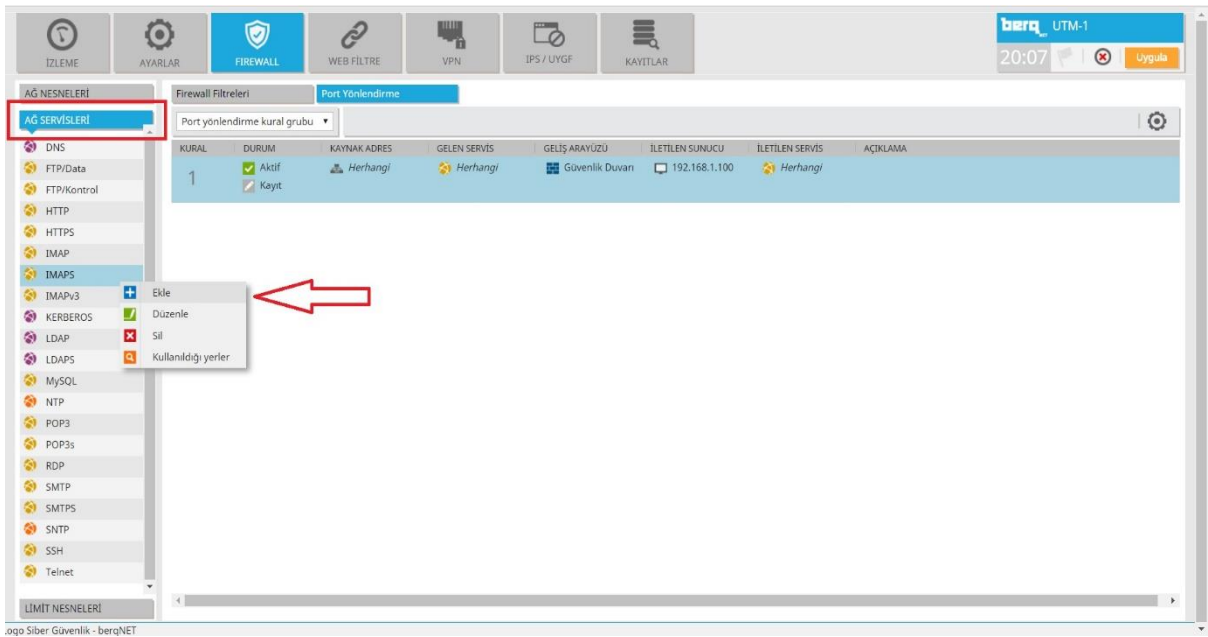 berq_ UTM-1
İZLEME AYARLAR FIREWALL WEB FİLTRE VPN IPS / UYGF KAYITLAR
20:07 Uygula
AĞ NESNELERİ
AĞ SERVİSLERİ
Firewall Filtreleri Port Yönlendirme
Port yönlendirme kural grubu
KURAL DURUM KAYNAK ADRES GELEN SERVİS GELİŞ ARAYÜZÜ İLETİLEN SUNUCU İLETİLEN SERVİS AÇIKLAMA
1 Aktif Herhangi Herhangi Güvenlik Duvarı 192.168.1.100 Herhangi
Kayıt
DNS
FTP/Data
FTP/Kontrol
HTTP
HTTPS
IMAP
IMAPS
IMAPv3
KERBEROS
LDAP
LDAPS
MySQL
NTP
POP3
POP3s
RDP
SMTP
SMTPS
SNTP
SSH
Telnet
Ekle
Düzenle
Sil
Kullanıldığı yerler
LİMİT NESNELERİ
ogo Siber Güvenlik - berqNET